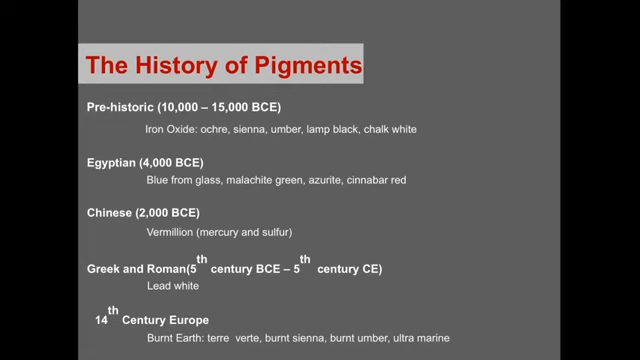 The History of Pigments
Pre-historic (10,000 – 15,000 BCE)
Iron Oxide: ochre, sienna, umber, lamp black, chalk white
Egyptian (4,000 BCE)
Blue from glass, malachite green, azurite, cinnabar red
Chinese (2,000 BCE)
Vermillion (mercury and sulfur)
Greek and Roman(5th century BCE – 5th century CE)
Lead white
14th Century Europe
Burnt Earth: terre verte, burnt sienna, burnt umber, ultra marine